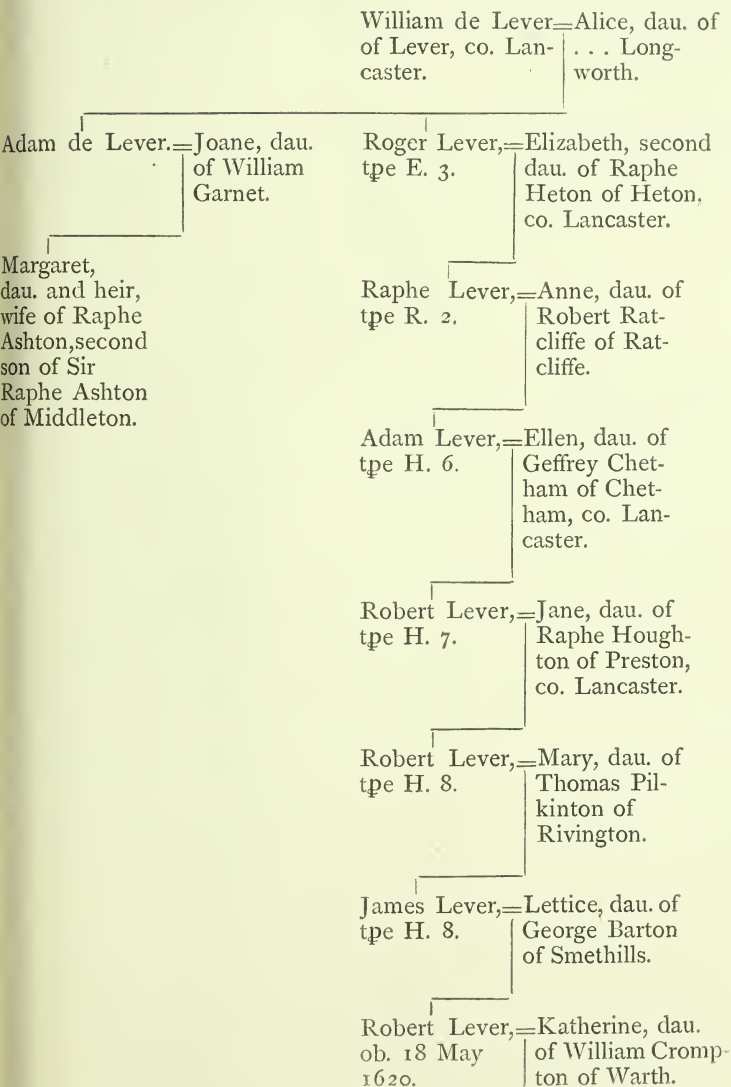 William de Lever=Alice, dau. of
of Lever, co. Lan- . . . Long-
caster. worth.
Adam de Lever.=Joane, dau.
of William
Garnet.
Roger Lever,=Elizabeth, second
tpe E. 3. dau. of Raphe
Heton of Heton,
co. Lancaster.
Margaret,
dau. and heir,
wife of Raphe
Ashton,second
son of Sir
Raphe Ashton
of Middleton.
Raphe Lever,=Anne, dau. of
tpe R. 2. Robert Rat-
cliffe of Rat-
cliffe.
Adam Lever,=Ellen, dau. of
tpe H. 6. Geffrey Chet-
ham of Chet-
ham, co. Lan-
caster.
Robert Lever,=Jane, dau. of
tpe H. 7. Raphe Hough-
ton of Preston,
co. Lancaster.
Robert Lever,=Mary, dau. of
tpe H. 8. Thomas Pil-
kinton of
Rivington.
James Lever,=Lettice, dau. of
tpe H. 8. George Barton
of Smethills.
Robert Lever,=Katherine, dau.
ob. 18 May of William Cromp-
1620. ton of Warth.